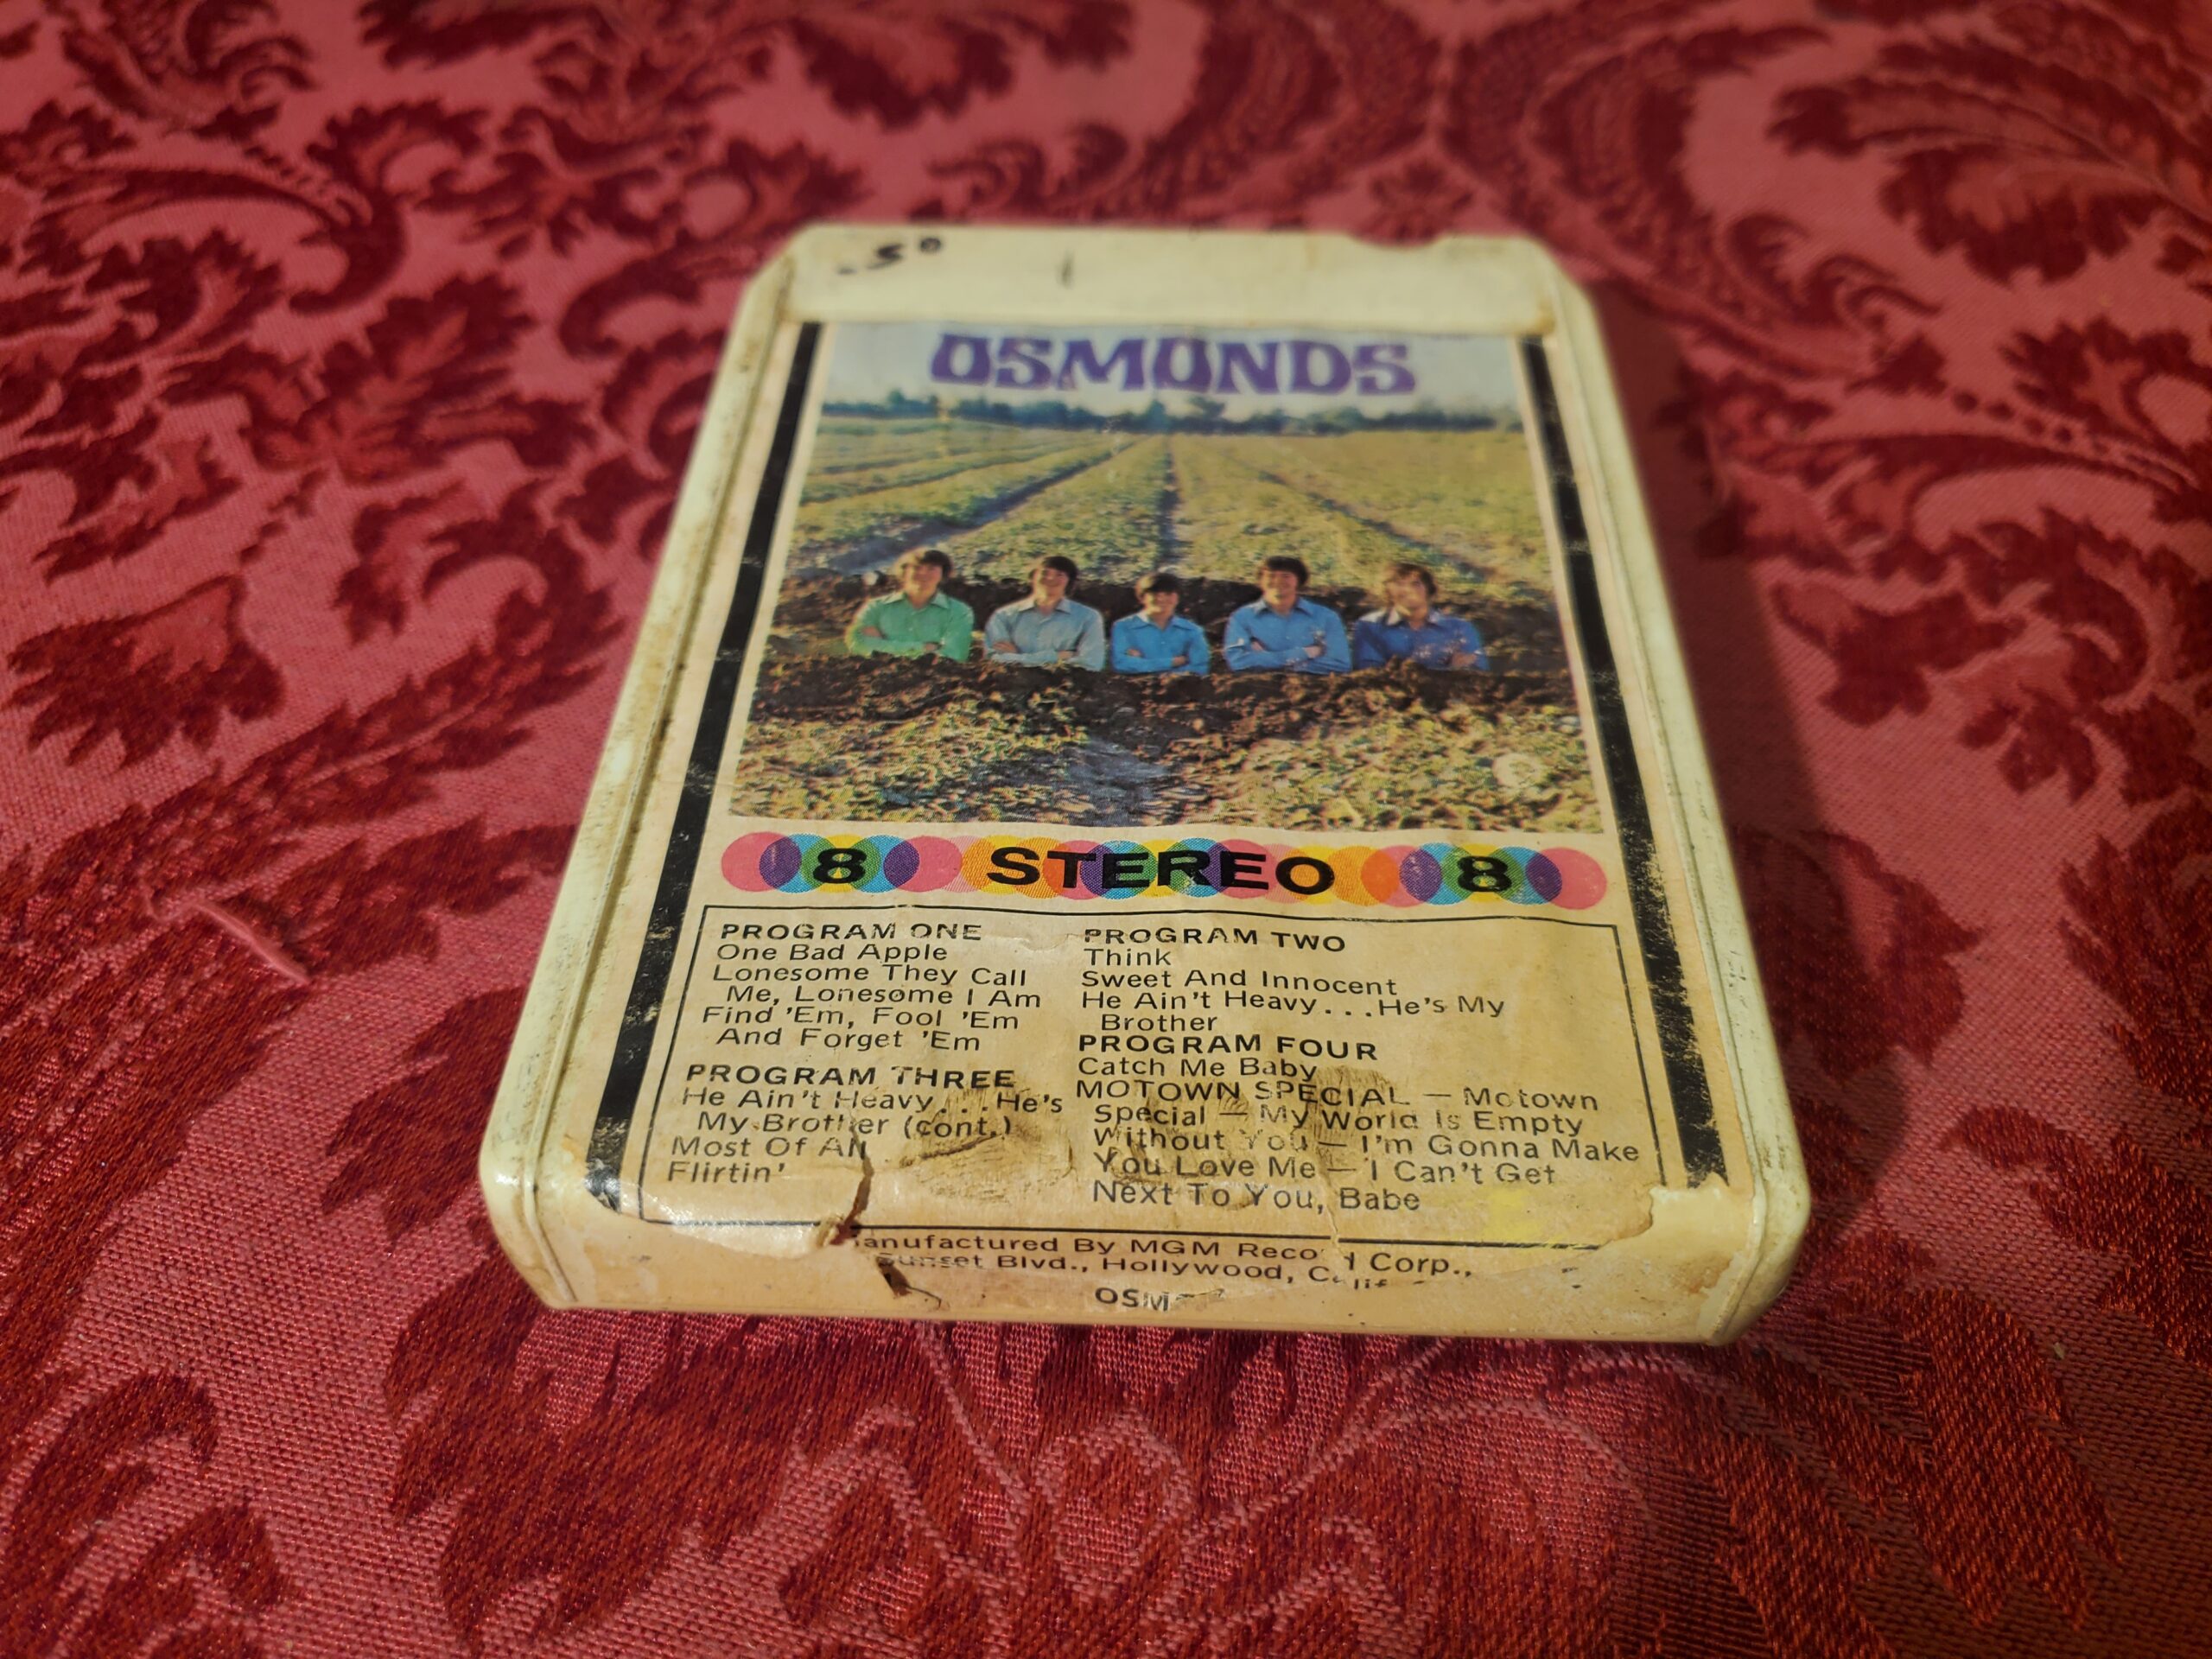 .50
OSMONDS
8 STEREO 8
PROGRAM ONE
One Bad Apple
Lonesome They Call
Me, Lonesome I Am
Find 'Em, Fool 'Em
And Forget 'Em
PROGRAM THREE
He Ain't Heavy...He's
My Brother (cont.)
Most Of All
Flirtin'
PROGRAM TWO
Think
Sweet And Innocent
He Ain't Heavy...He's My
Brother
PROGRAM FOUR
Catch Me Baby
MOTOWN SPECIAL — Motown
Special — My World Is Empty
Without You — I'm Gonna Make
You Love Me — I Can't Get
Next To You, Babe
Manufactured By MGM Record Corp.,
Sunset Blvd., Hollywood, Calif